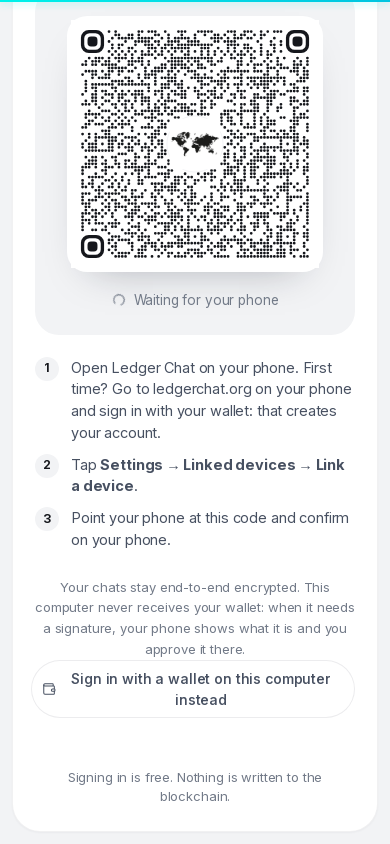 Waiting for your phone
1 Open Ledger Chat on your phone. First
time? Go to ledgerchat.org on your phone
and sign in with your wallet: that creates
your account.
2 Tap Settings → Linked devices → Link
a device.
3 Point your phone at this code and confirm
on your phone.
Your chats stay end-to-end encrypted. This
computer never receives your wallet: when it needs
a signature, your phone shows what it is and you
approve it there.
Sign in with a wallet on this computer
instead
Signing in is free. Nothing is written to the
blockchain.